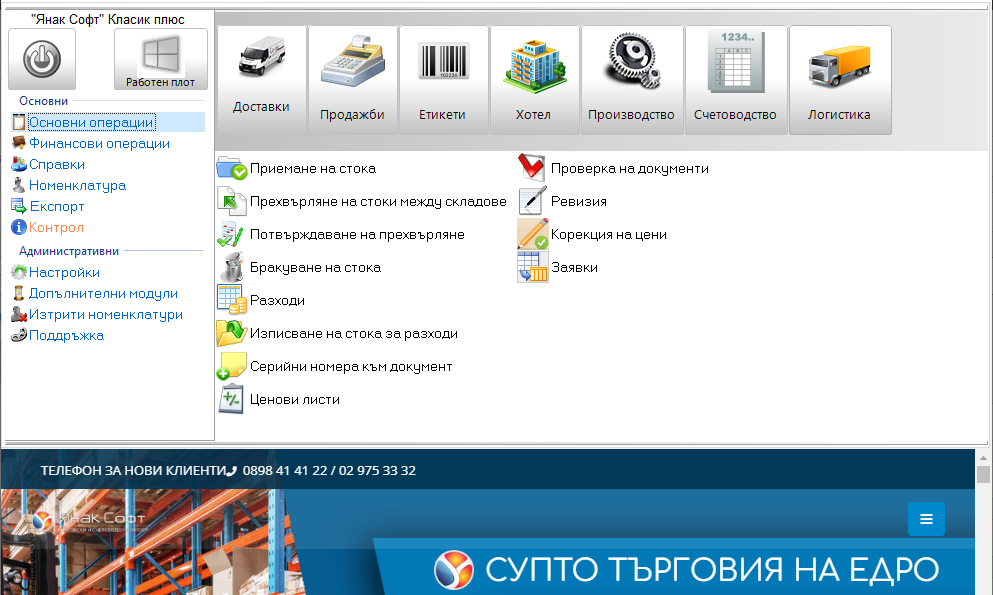 "Янак Софт" Класик плюс
Работен плот
Доставки
Продажби
Етикети
Хотел
1234..
Производство
Счетоводство
Логистика
Основни
Основни операции
Финансови операции
Справки
Номенклатура
Експорт
Контрол
Административни
Настройки
Допълнителни модули
Изтрити номенклатури
Поддръжка
Приемане на стока
Прехвърляне на стоки между складове
Потвърждаване на прехвърляне
Бракуване на стока
Разходи
Изписване на стока за разходи
Серийни номера към документ
Ценови листи
Проверка на документи
Ревизия
Корекция на цени
Заявки
ТЕЛЕФОН ЗА НОВИ КЛИЕНТИ 0898 41 41 22 / 02 975 33 32
Янак Софт
СУПТО ТЪРГОВИЯ НА ЕДРО